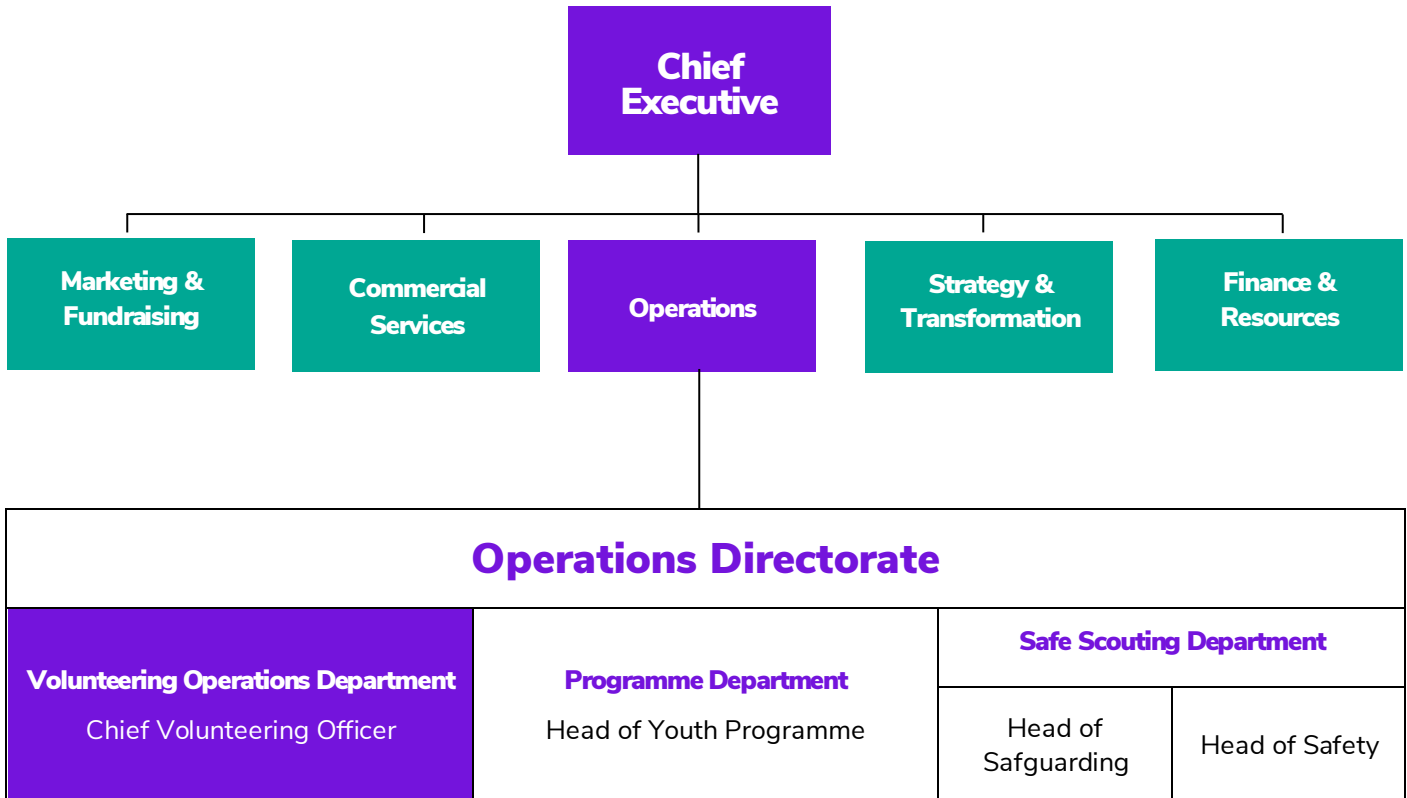 Chief
Executive
Marketing &
Fundraising
Commercial
Services
Operations
Strategy &
Transformation
Finance &
Resources
Operations Directorate
Volunteering Operations Department
Chief Volunteering Officer
Programme Department
Head of Youth Programme
Safe Scouting Department
Head of
Safguarding
Head of Safety